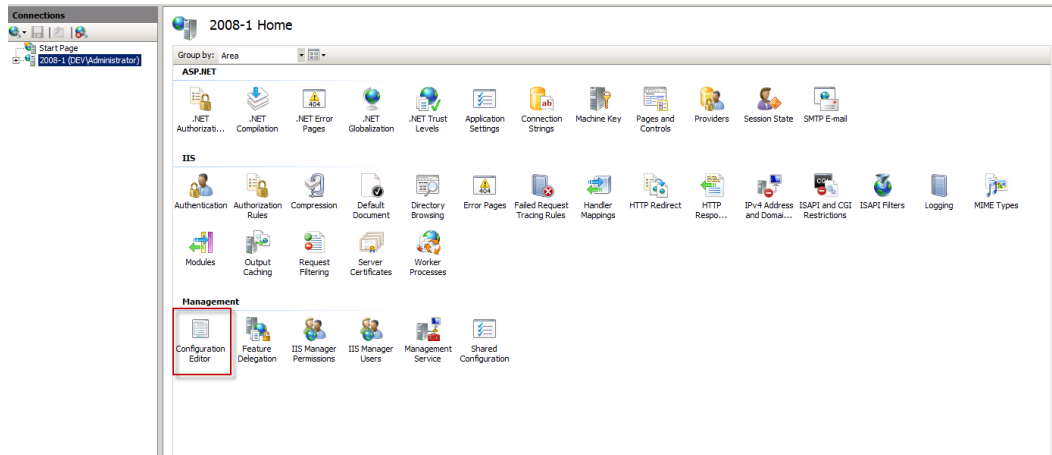 Connections
Start Page
2008-1 (DEV\Administrator)
2008-1 Home
Group by: Area
ASP.NET
.NET Authorizati...
.NET Compilation
.NET Error Pages
.NET Globalization
.NET Trust Levels
Application Settings
Connection Strings
Machine Key
Pages and Controls
Providers
Session State
SMTP E-mail
IIS
Authentication
Authorization Rules
Compression
Default Document
Directory Browsing
Error Pages
Failed Request Tracing Rules
Handler Mappings
HTTP Redirect
HTTP Respo...
IPv4 Address and Domai...
ISAPI and CGI Restrictions
ISAPI Filters
Logging
MIME Types
Modules
Output Caching
Request Filtering
Server Certificates
Worker Processes
Management
Configuration Editor
Feature Delegation
IIS Manager Permissions
IIS Manager Users
Management Service
Shared Configuration